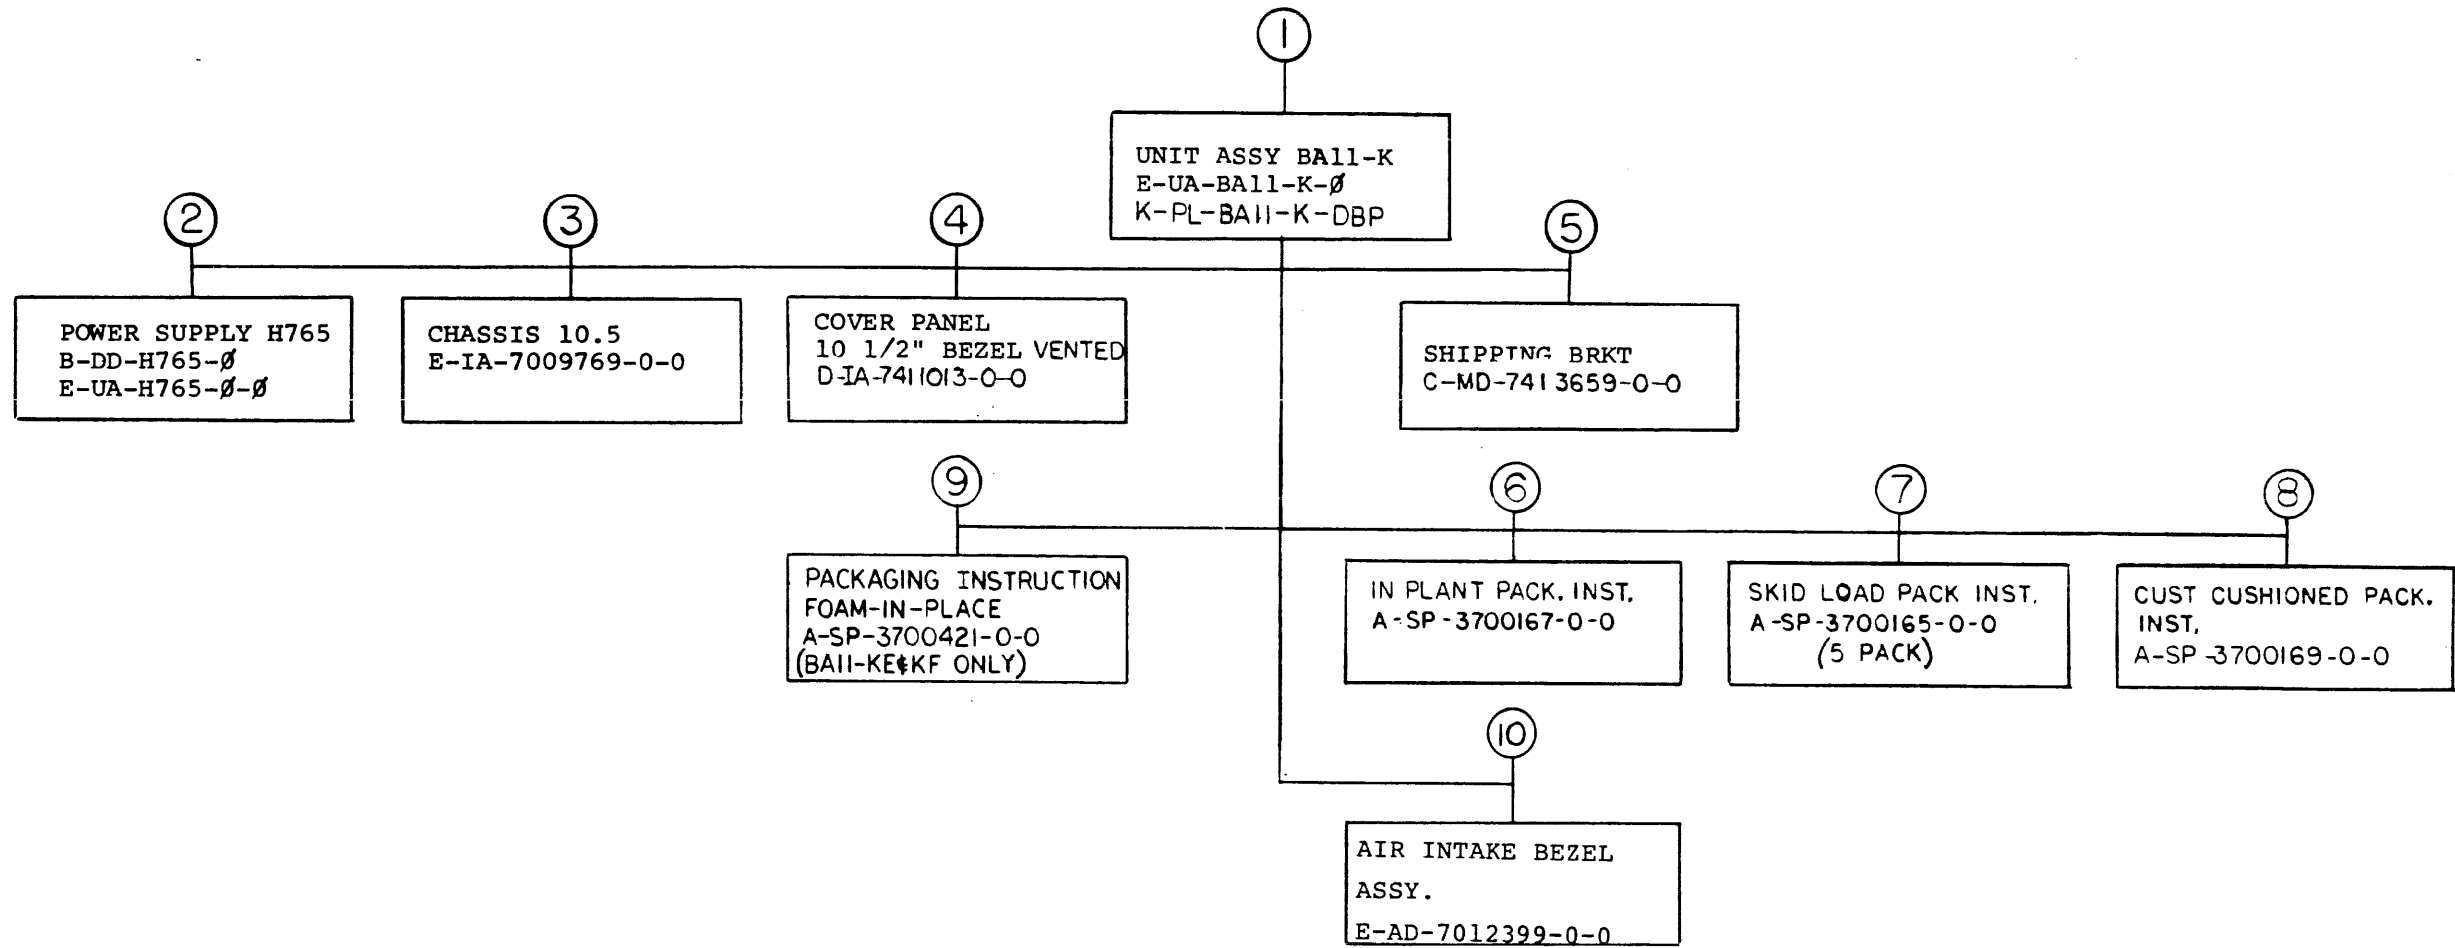 1
UNIT ASSY BA11-K
E-UA-BA11-K-Ø
K-PL-BA11-K-DBP
2
POWER SUPPLY H765
B-DD-H765-Ø
E-UA-H765-Ø-Ø
3
CHASSIS 10.5
E-IA-7009769-0-0
4
COVER PANEL
10 1/2" BEZEL VENTED
D-IA-7411013-0-0
5
SHIPPING BRKT
C-MD-7413659-0-0
9
PACKAGING INSTRUCTION
FOAM-IN-PLACE
A-SP-3700421-0-0
(BA11-KE&KF ONLY)
6
IN PLANT PACK. INST.
A-SP-3700167-0-0
7
SKID LOAD PACK INST.
A-SP-3700165-0-0
(5 PACK)
8
CUST CUSHIONED PACK.
INST.
A-SP-3700169-0-0
10
AIR INTAKE BEZEL
ASSY.
E-AD-7012399-0-0